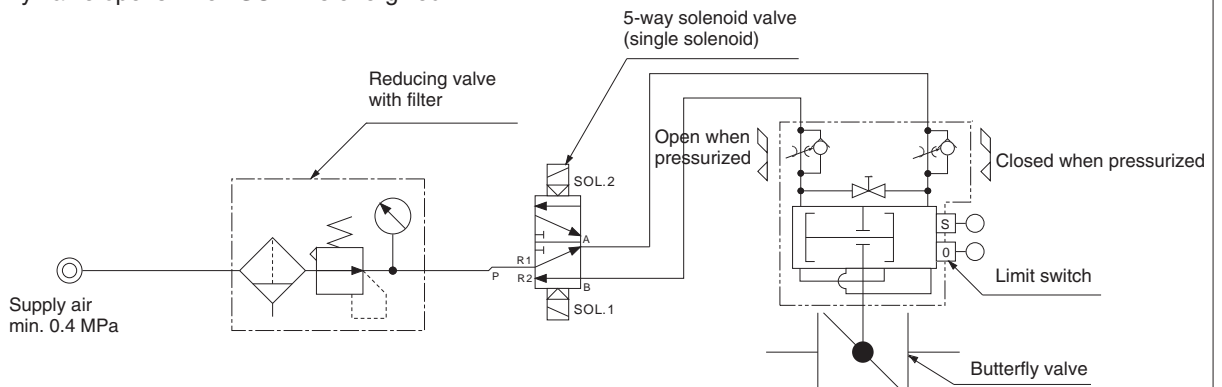 5-way solenoid valve
(single solenoid)
Reducing valve
with filter
Open when
pressurized
Closed when pressurized
SOL.2
A
R1
P
R2
B
SOL.1
S
0
Limit switch
Supply air
min. 0.4 MPa
Butterfly valve